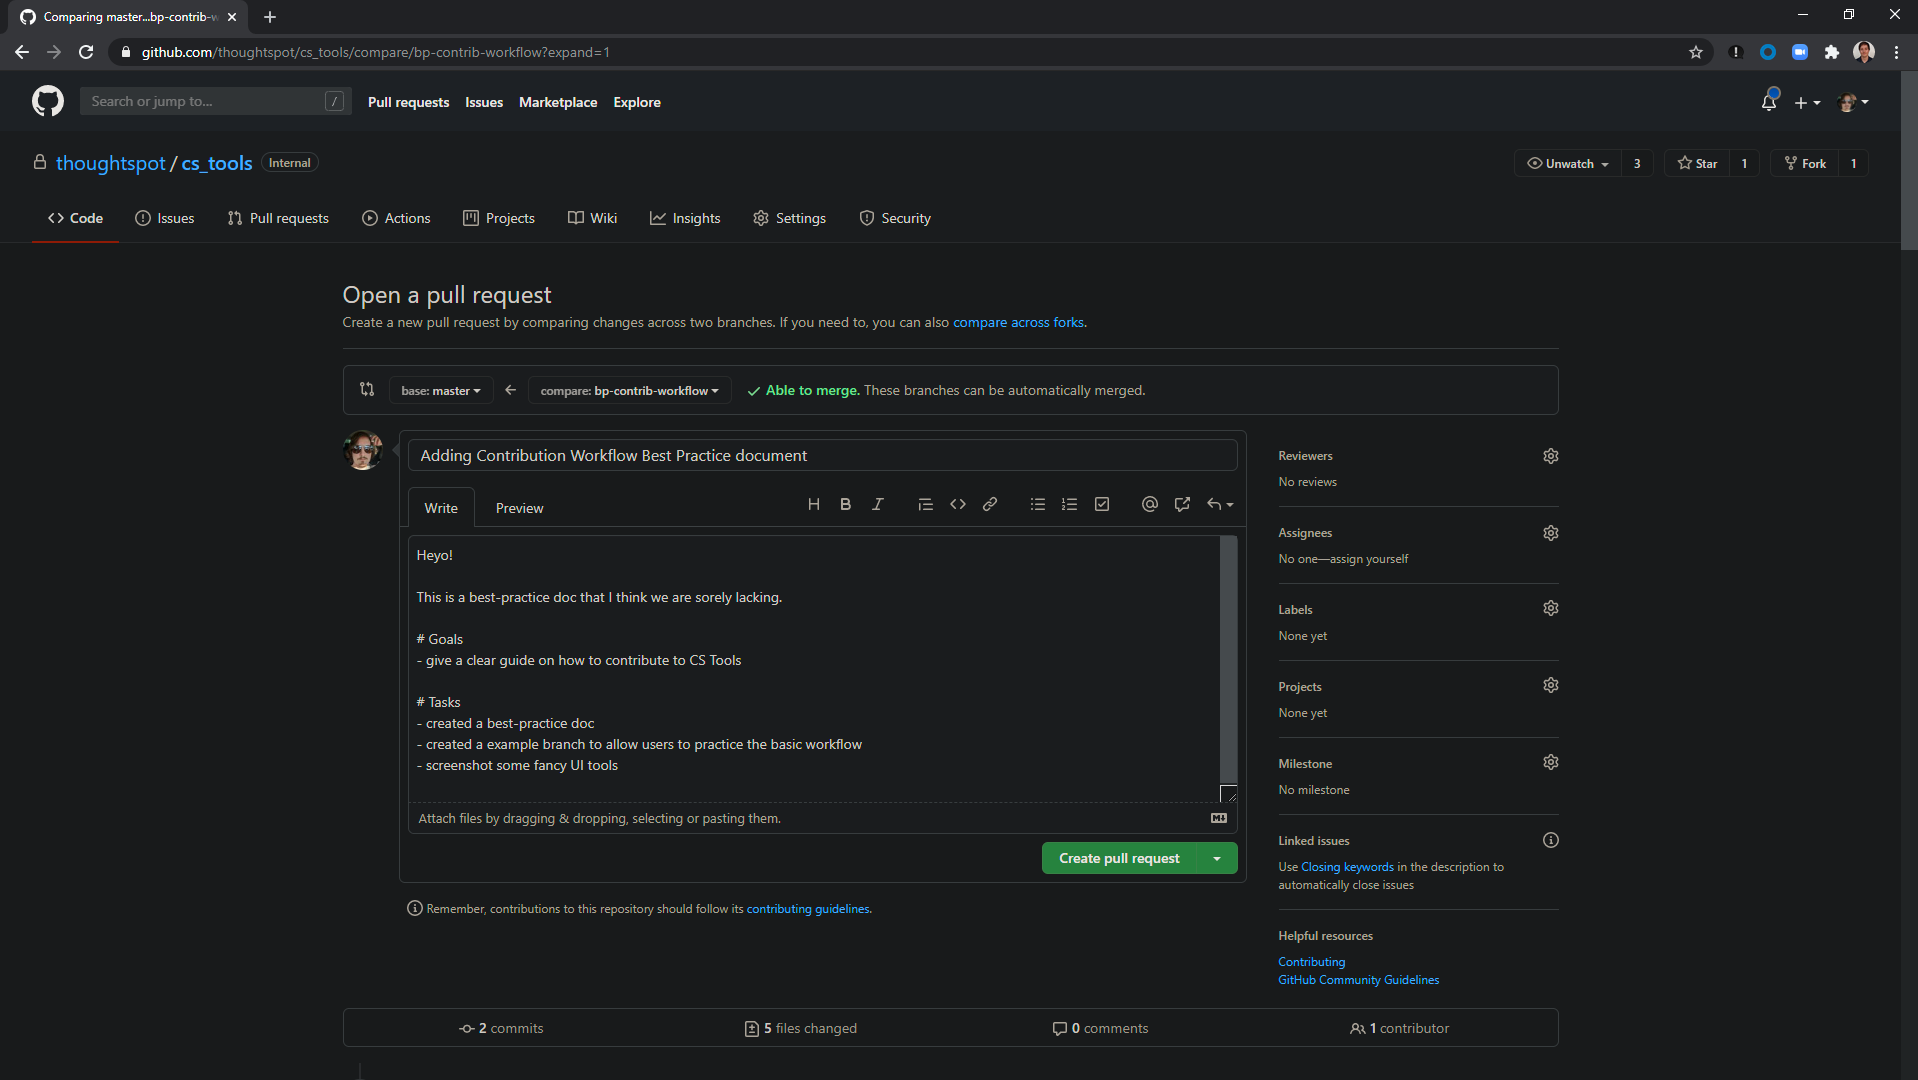 Comparing master...bp-contrib-w
github.com/thoughtspot/cs_tools/compare/bp-contrib-workflow?expand=1
Search or jump to... /
Pull requests Issues Marketplace Explore
thoughtspot / cs_tools Internal
Unwatch 3 Star 1 Fork 1
Code Issues Pull requests Actions Projects Wiki Insights Settings Security
Open a pull request
Create a new pull request by comparing changes across two branches. If you need to, you can also compare across forks.
base: master compare: bp-contrib-workflow Able to merge. These branches can be automatically merged.
Adding Contribution Workflow Best Practice document
Write Preview
Heyo!
This is a best-practice doc that I think we are sorely lacking.
# Goals
- give a clear guide on how to contribute to CS Tools
# Tasks
- created a best-practice doc
- created a example branch to allow users to practice the basic workflow
- screenshot some fancy UI tools
Attach files by dragging & dropping, selecting or pasting them.
Create pull request
Remember, contributions to this repository should follow its contributing guidelines.
Reviewers
No reviews
Assignees
No one—assign yourself
Labels
None yet
Projects
None yet
Milestone
No milestone
Linked issues
Use Closing keywords in the description to
automatically close issues
Helpful resources
Contributing
GitHub Community Guidelines
2 commits 5 files changed 0 comments 1 contributor